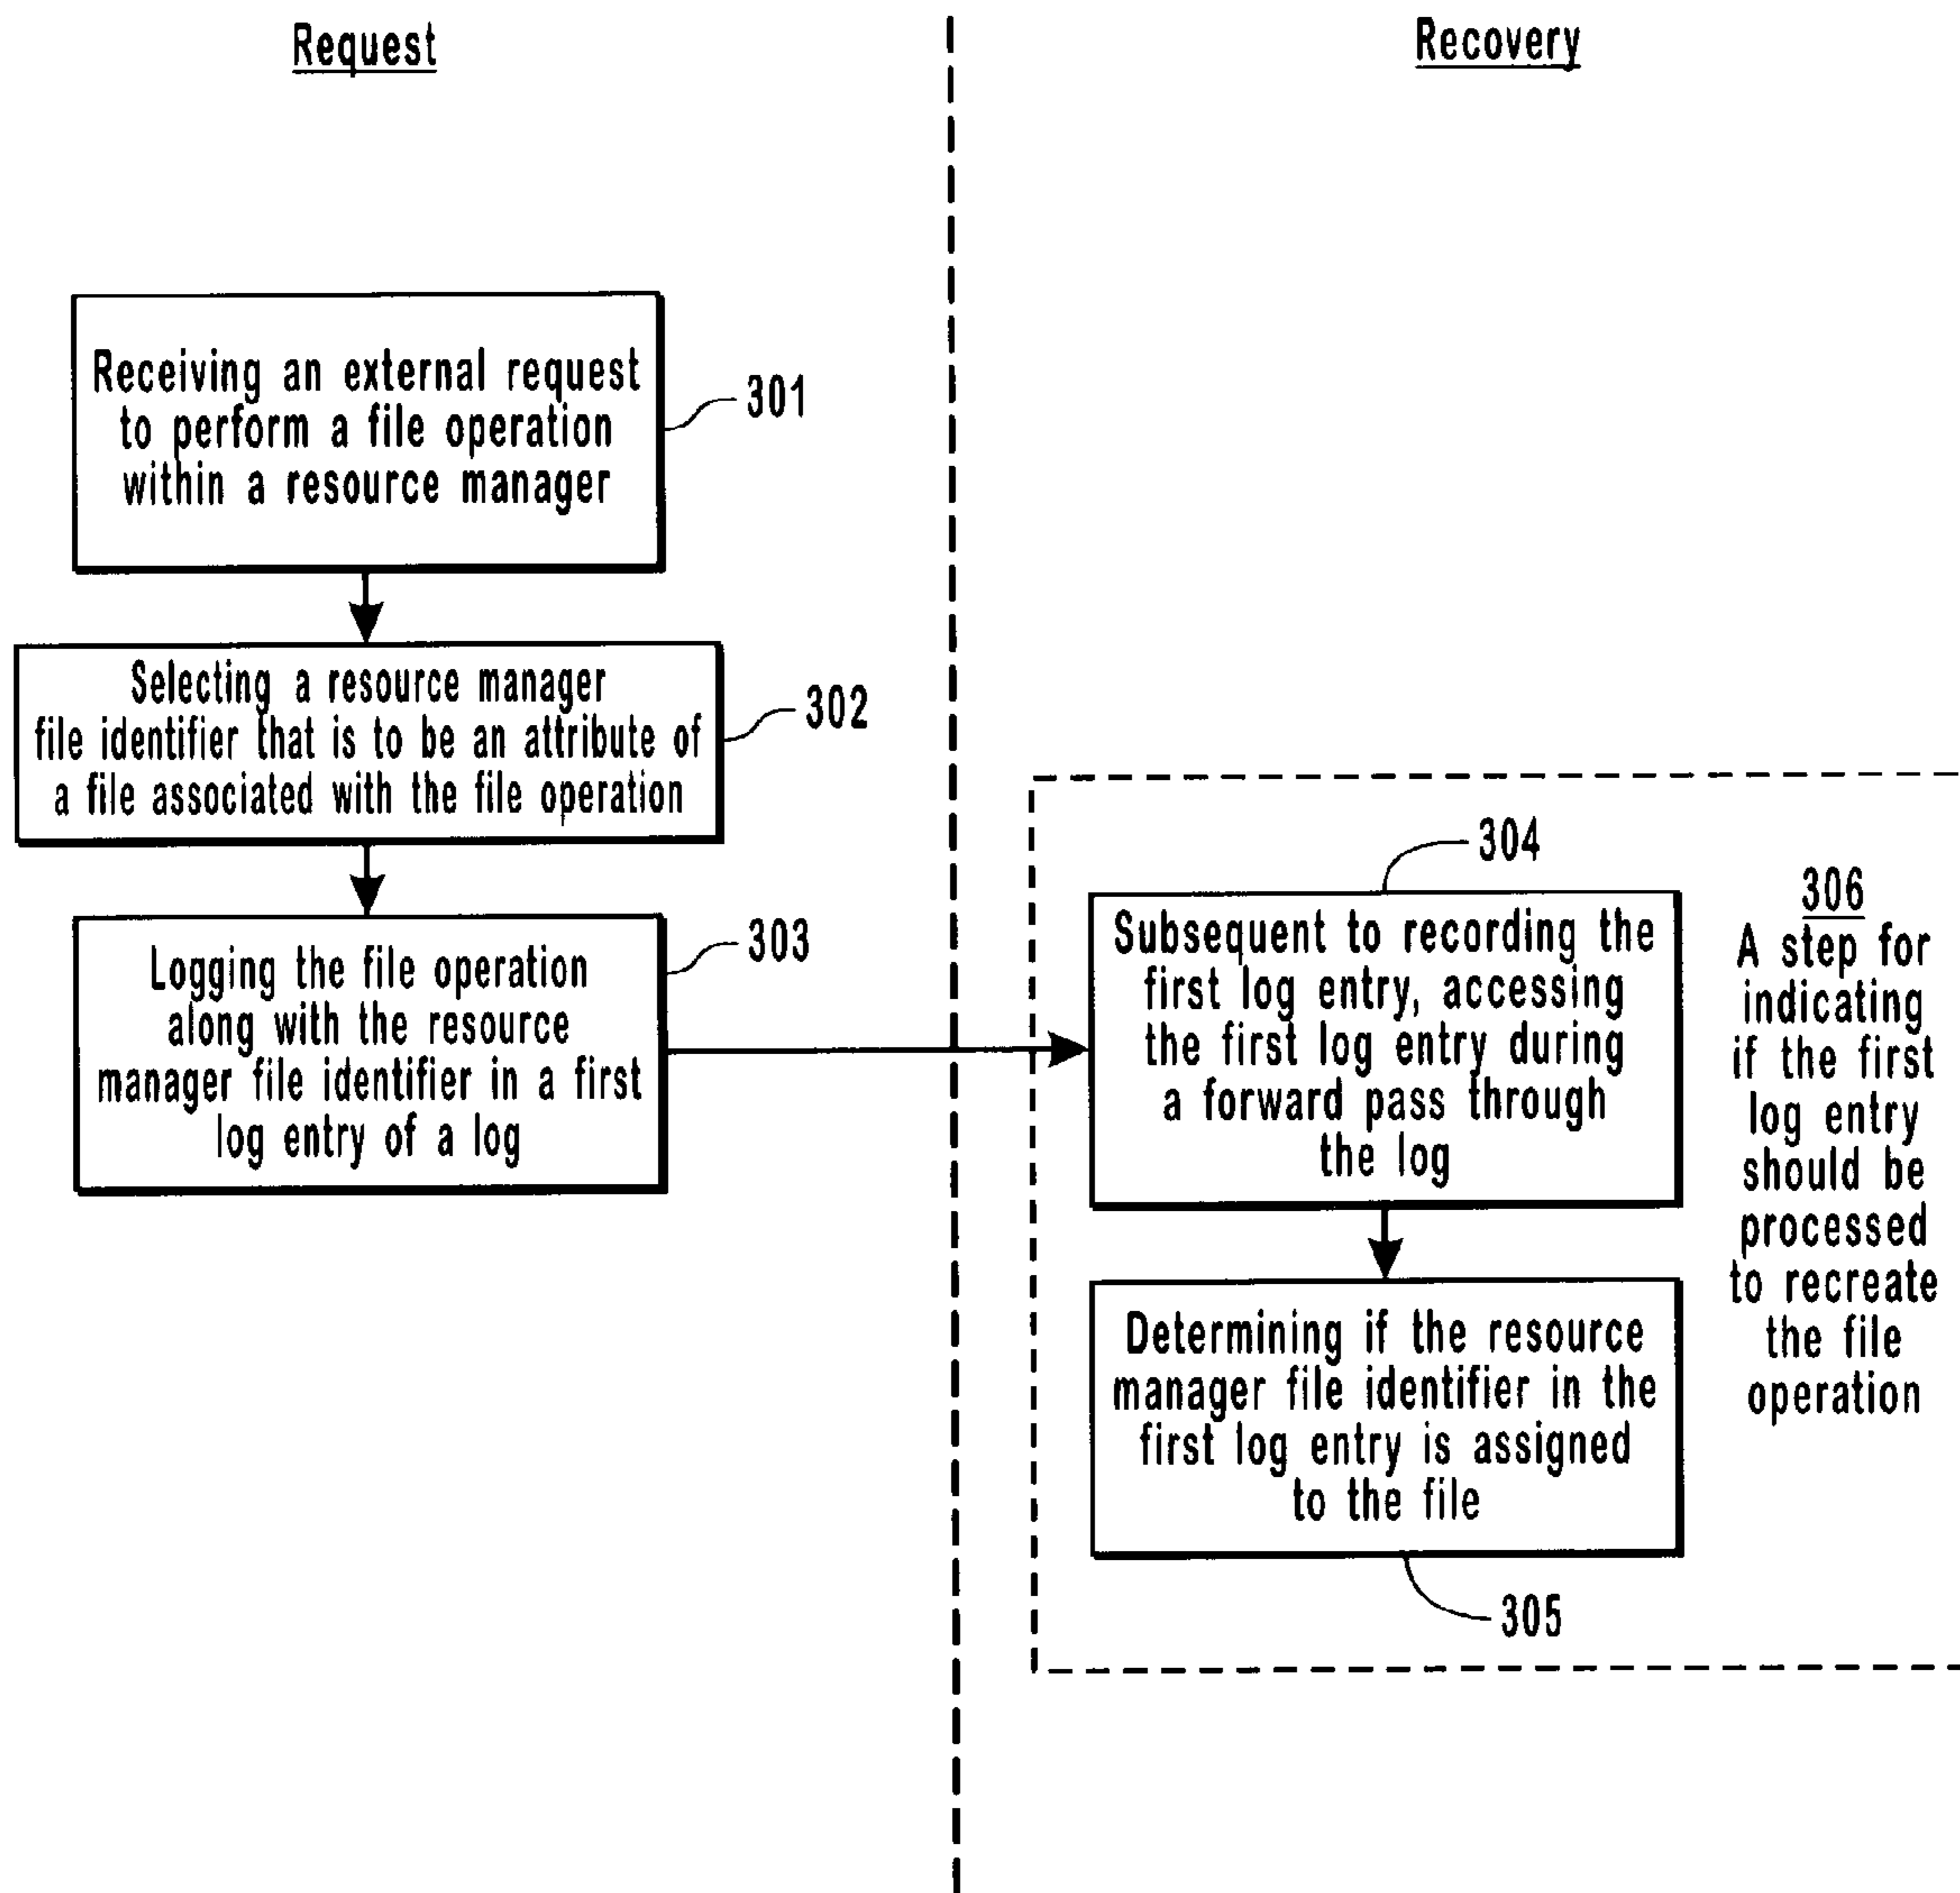 Request
Recovery
Receiving an external request
to perform a file operation
within a resource manager
301
Selecting a resource manager
file identifier that is to be an attribute of
a file associated with the file operation
302
Logging the file operation
along with the resource
manager file identifier in a first
log entry of a log
303
304
Subsequent to recording the
first log entry, accessing
the first log entry during
a forward pass through
the log
Determining if the resource
manager file identifier in the
first log entry is assigned
to the file
305
306
A step for
indicating
if the first
log entry
should be
processed
to recreate
the file
operation